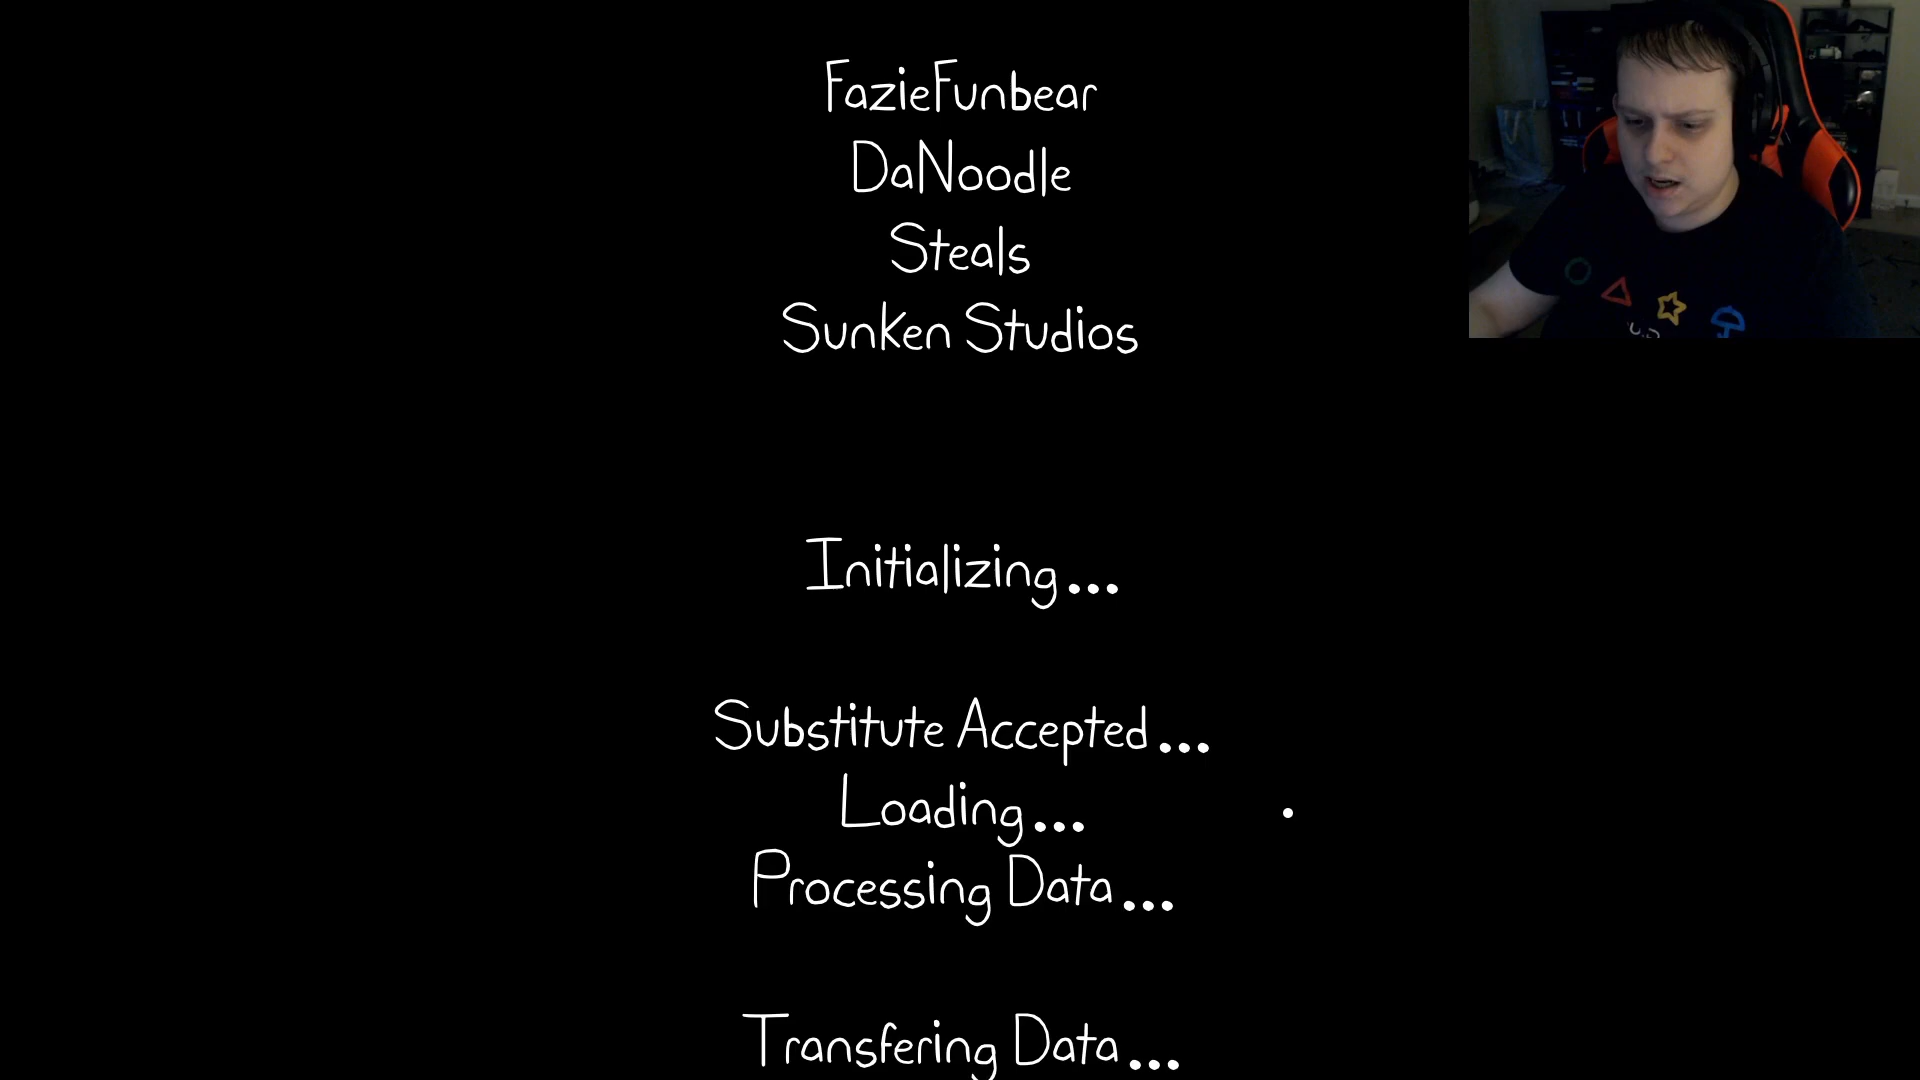 FazieFunbear
DaNoodle
Steals
Sunken Studios
Initializing...
Substitute Accepted...
Loading...
Processing Data...
Transfering Data...